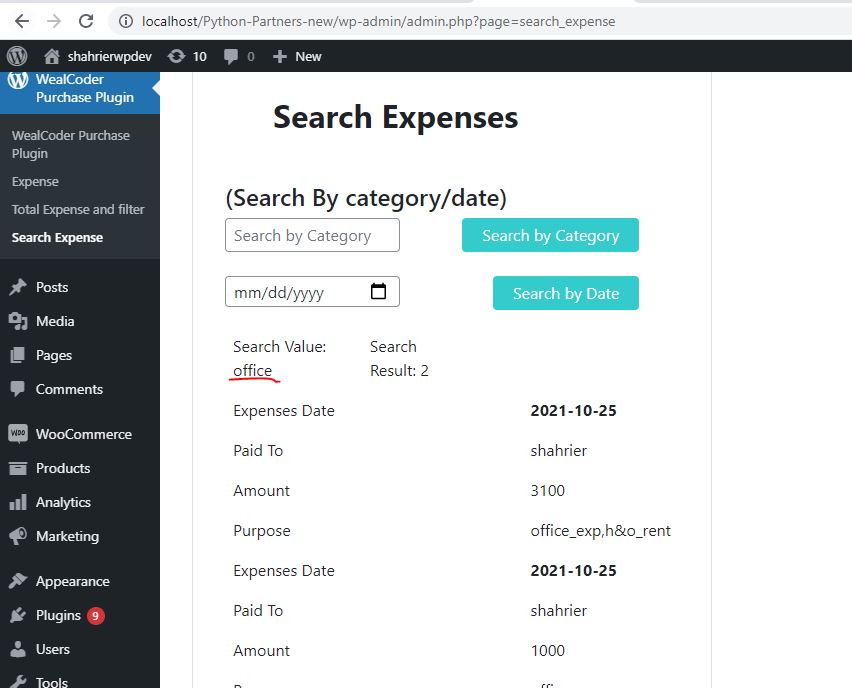 localhost/Python-Partners-new/wp-admin/admin.php?page=search_expense
shahrierwpdev 10 0 New
WealCoder
Purchase Plugin
WealCoder Purchase
Plugin
Expense
Total Expense and filter
Search Expense
Posts
Media
Pages
Comments
WOO WooCommerce
Products
Analytics
Marketing
Appearance
Plugins 9
Users
Tools
Search Expenses
(Search By category/date)
Search by Category Search by Category
mm/dd/yyyy Search by Date
Search Value: Search
office Result: 2
Expenses Date 2021-10-25
Paid To shahrier
Amount 3100
Purpose office_exp,h&o_rent
Expenses Date 2021-10-25
Paid To shahrier
Amount 1000